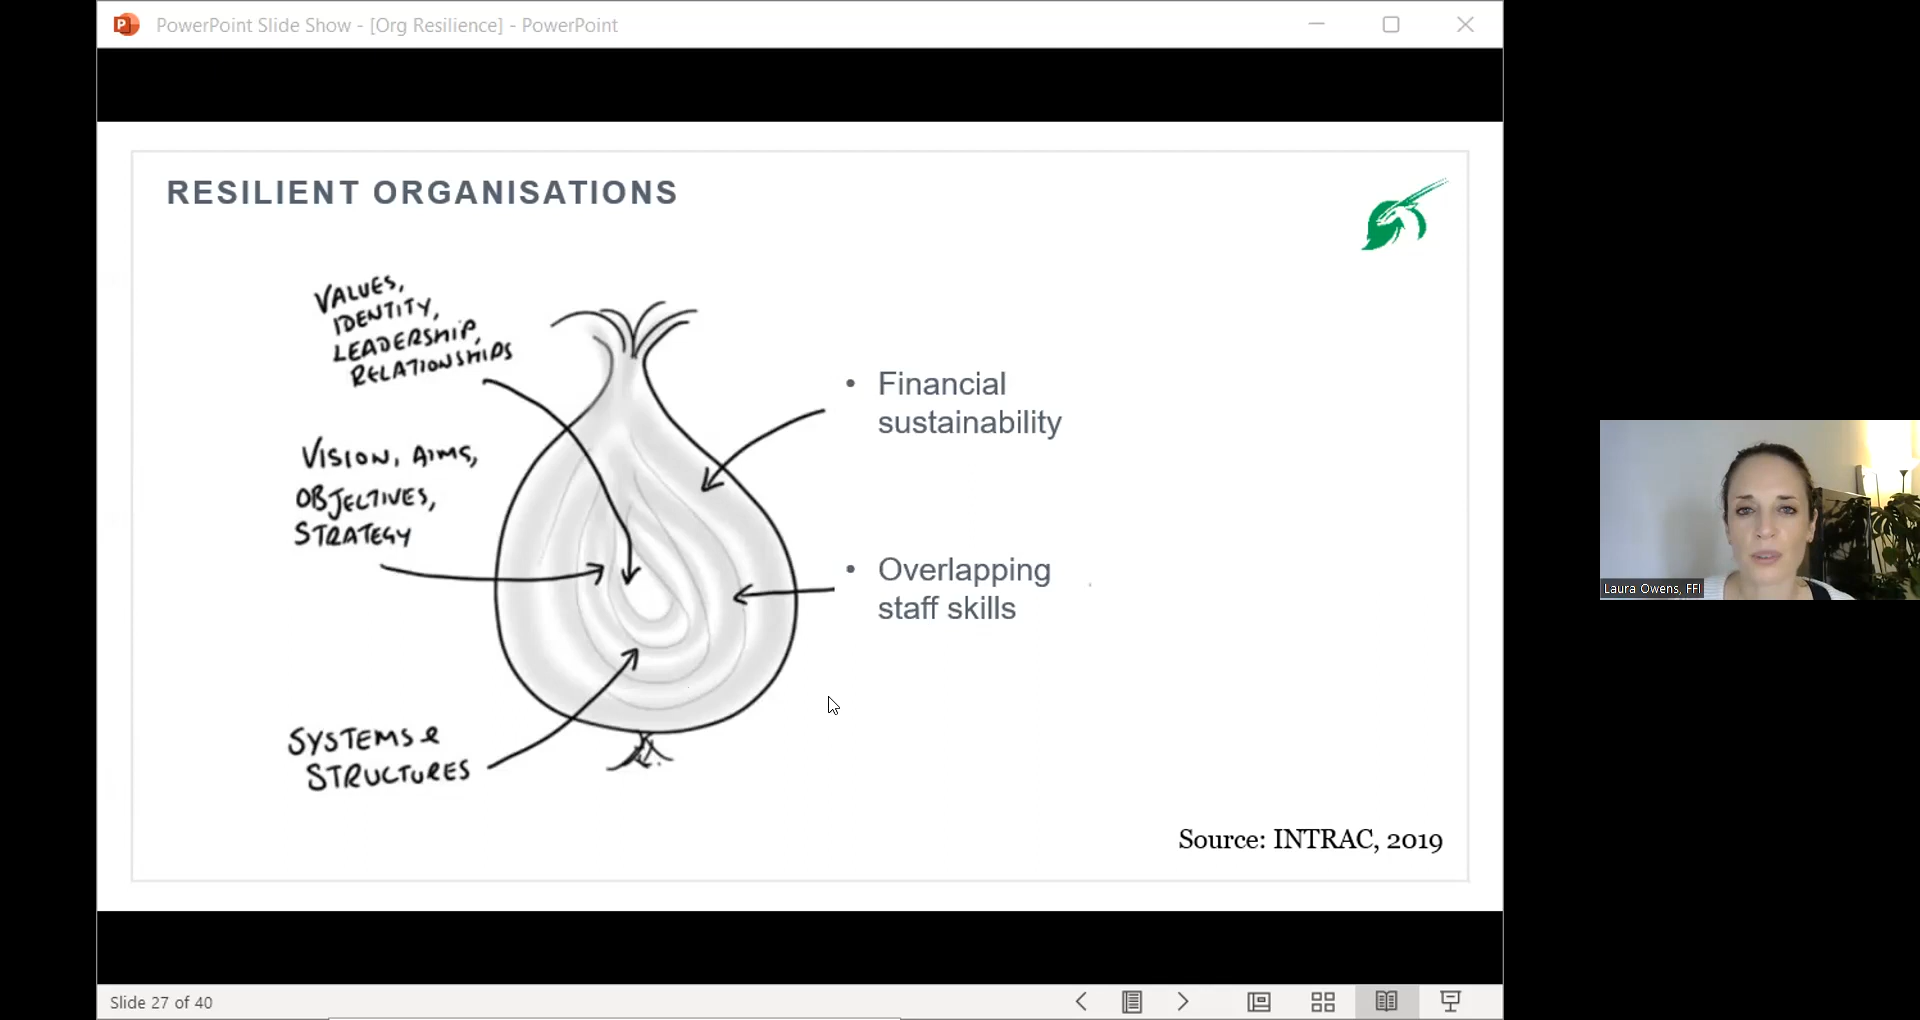 PowerPoint Slide Show - [Org Resilience] - PowerPoint
RESILIENT ORGANISATIONS
VALUES,
IDENTITY,
LEADERSHIP,
RELATIONSHIPS
VISION, AIMS,
OBJECTIVES,
STRATEGY
SYSTEMS &
STRUCTURES
• Financial
sustainability
• Overlapping
staff skills
Source: INTRAC, 2019
Laura Owens, FFI
Slide 27 of 40